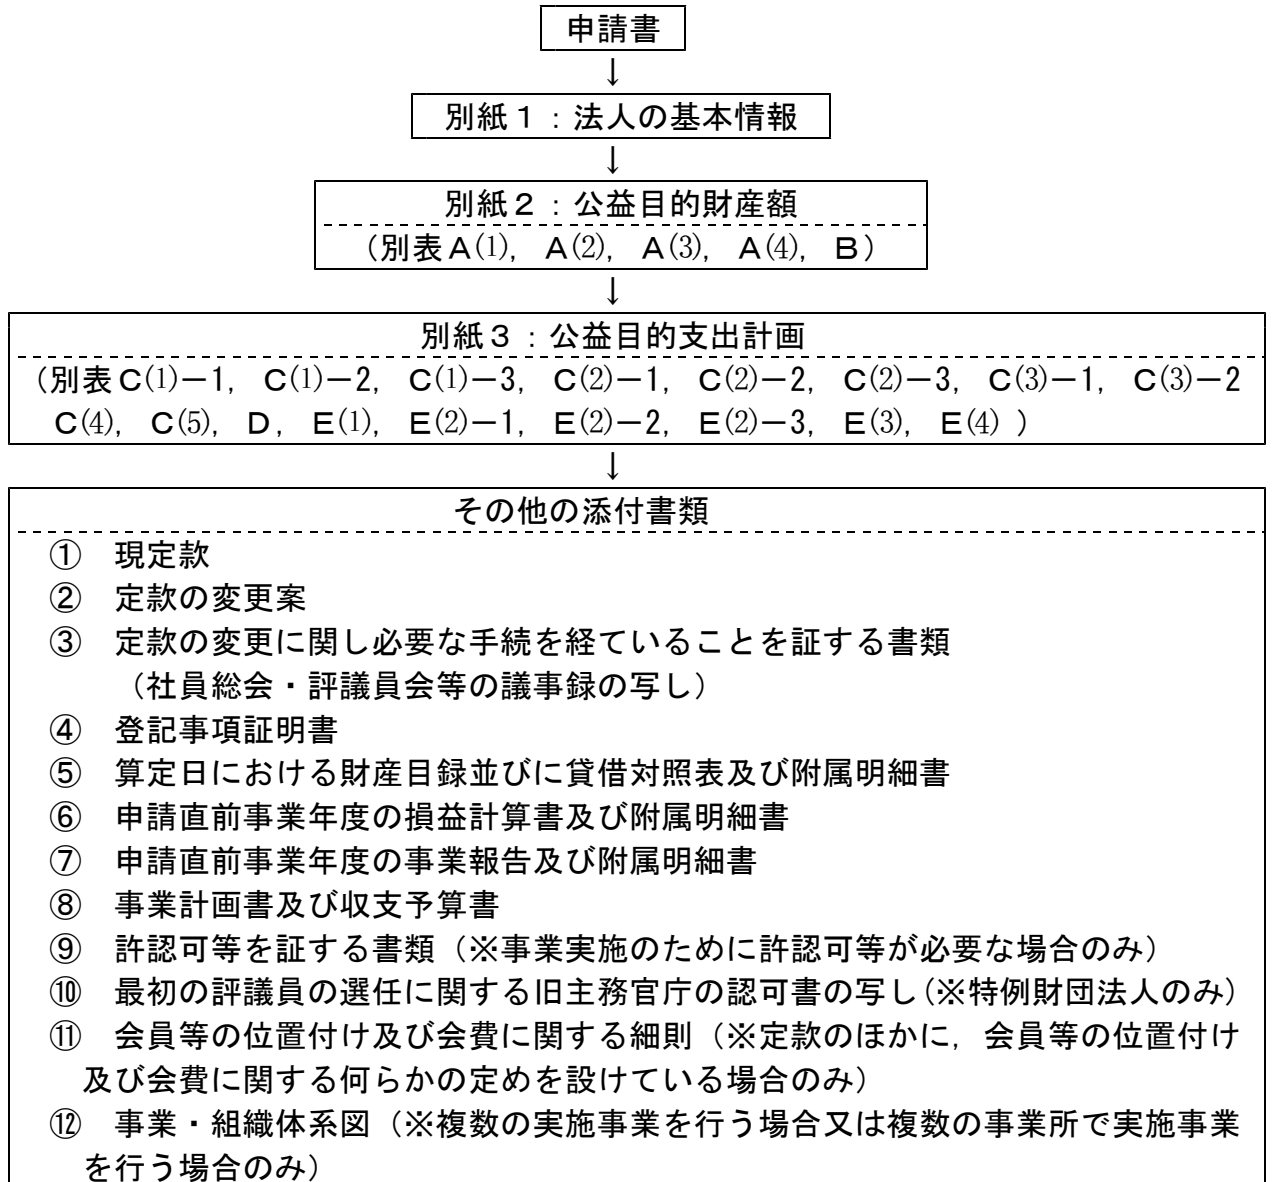 申請書
↓
別紙１：法人の基本情報
↓
別紙２：公益目的財産額
（別表Ａ(1)，Ａ(2)，Ａ(3)，Ａ(4)，Ｂ）
↓
別紙３：公益目的支出計画
（別表Ｃ(1)－1，Ｃ(1)－2，Ｃ(1)－3，Ｃ(2)－1，Ｃ(2)－2，Ｃ(2)－3，Ｃ(3)－1，Ｃ(3)－2
Ｃ(4)，Ｃ(5)，Ｄ，Ｅ(1)，Ｅ(2)－1，Ｅ(2)－2，Ｅ(2)－3，Ｅ(3)，Ｅ(4) ）
↓
その他の添付書類
①　現定款
②　定款の変更案
③　定款の変更に関し必要な手続を経ていることを証する書類
（社員総会・評議員会等の議事録の写し）
④　登記事項証明書
⑤　算定日における財産目録並びに貸借対照表及び附属明細書
⑥　申請直前事業年度の損益計算書及び附属明細書
⑦　申請直前事業年度の事業報告及び附属明細書
⑧　事業計画書及び収支予算書
⑨　許認可等を証する書類（※事業実施のために許認可等が必要な場合のみ）
⑩　最初の評議員の選任に関する旧主務官庁の認可書の写し（※特例財団法人のみ）
⑪　会員等の位置付け及び会費に関する細則（※定款のほかに，会員等の位置付け
及び会費に関する何らかの定めを設けている場合のみ）
⑫　事業・組織体系図（※複数の実施事業を行う場合又は複数の事業所で実施事業
を行う場合のみ）